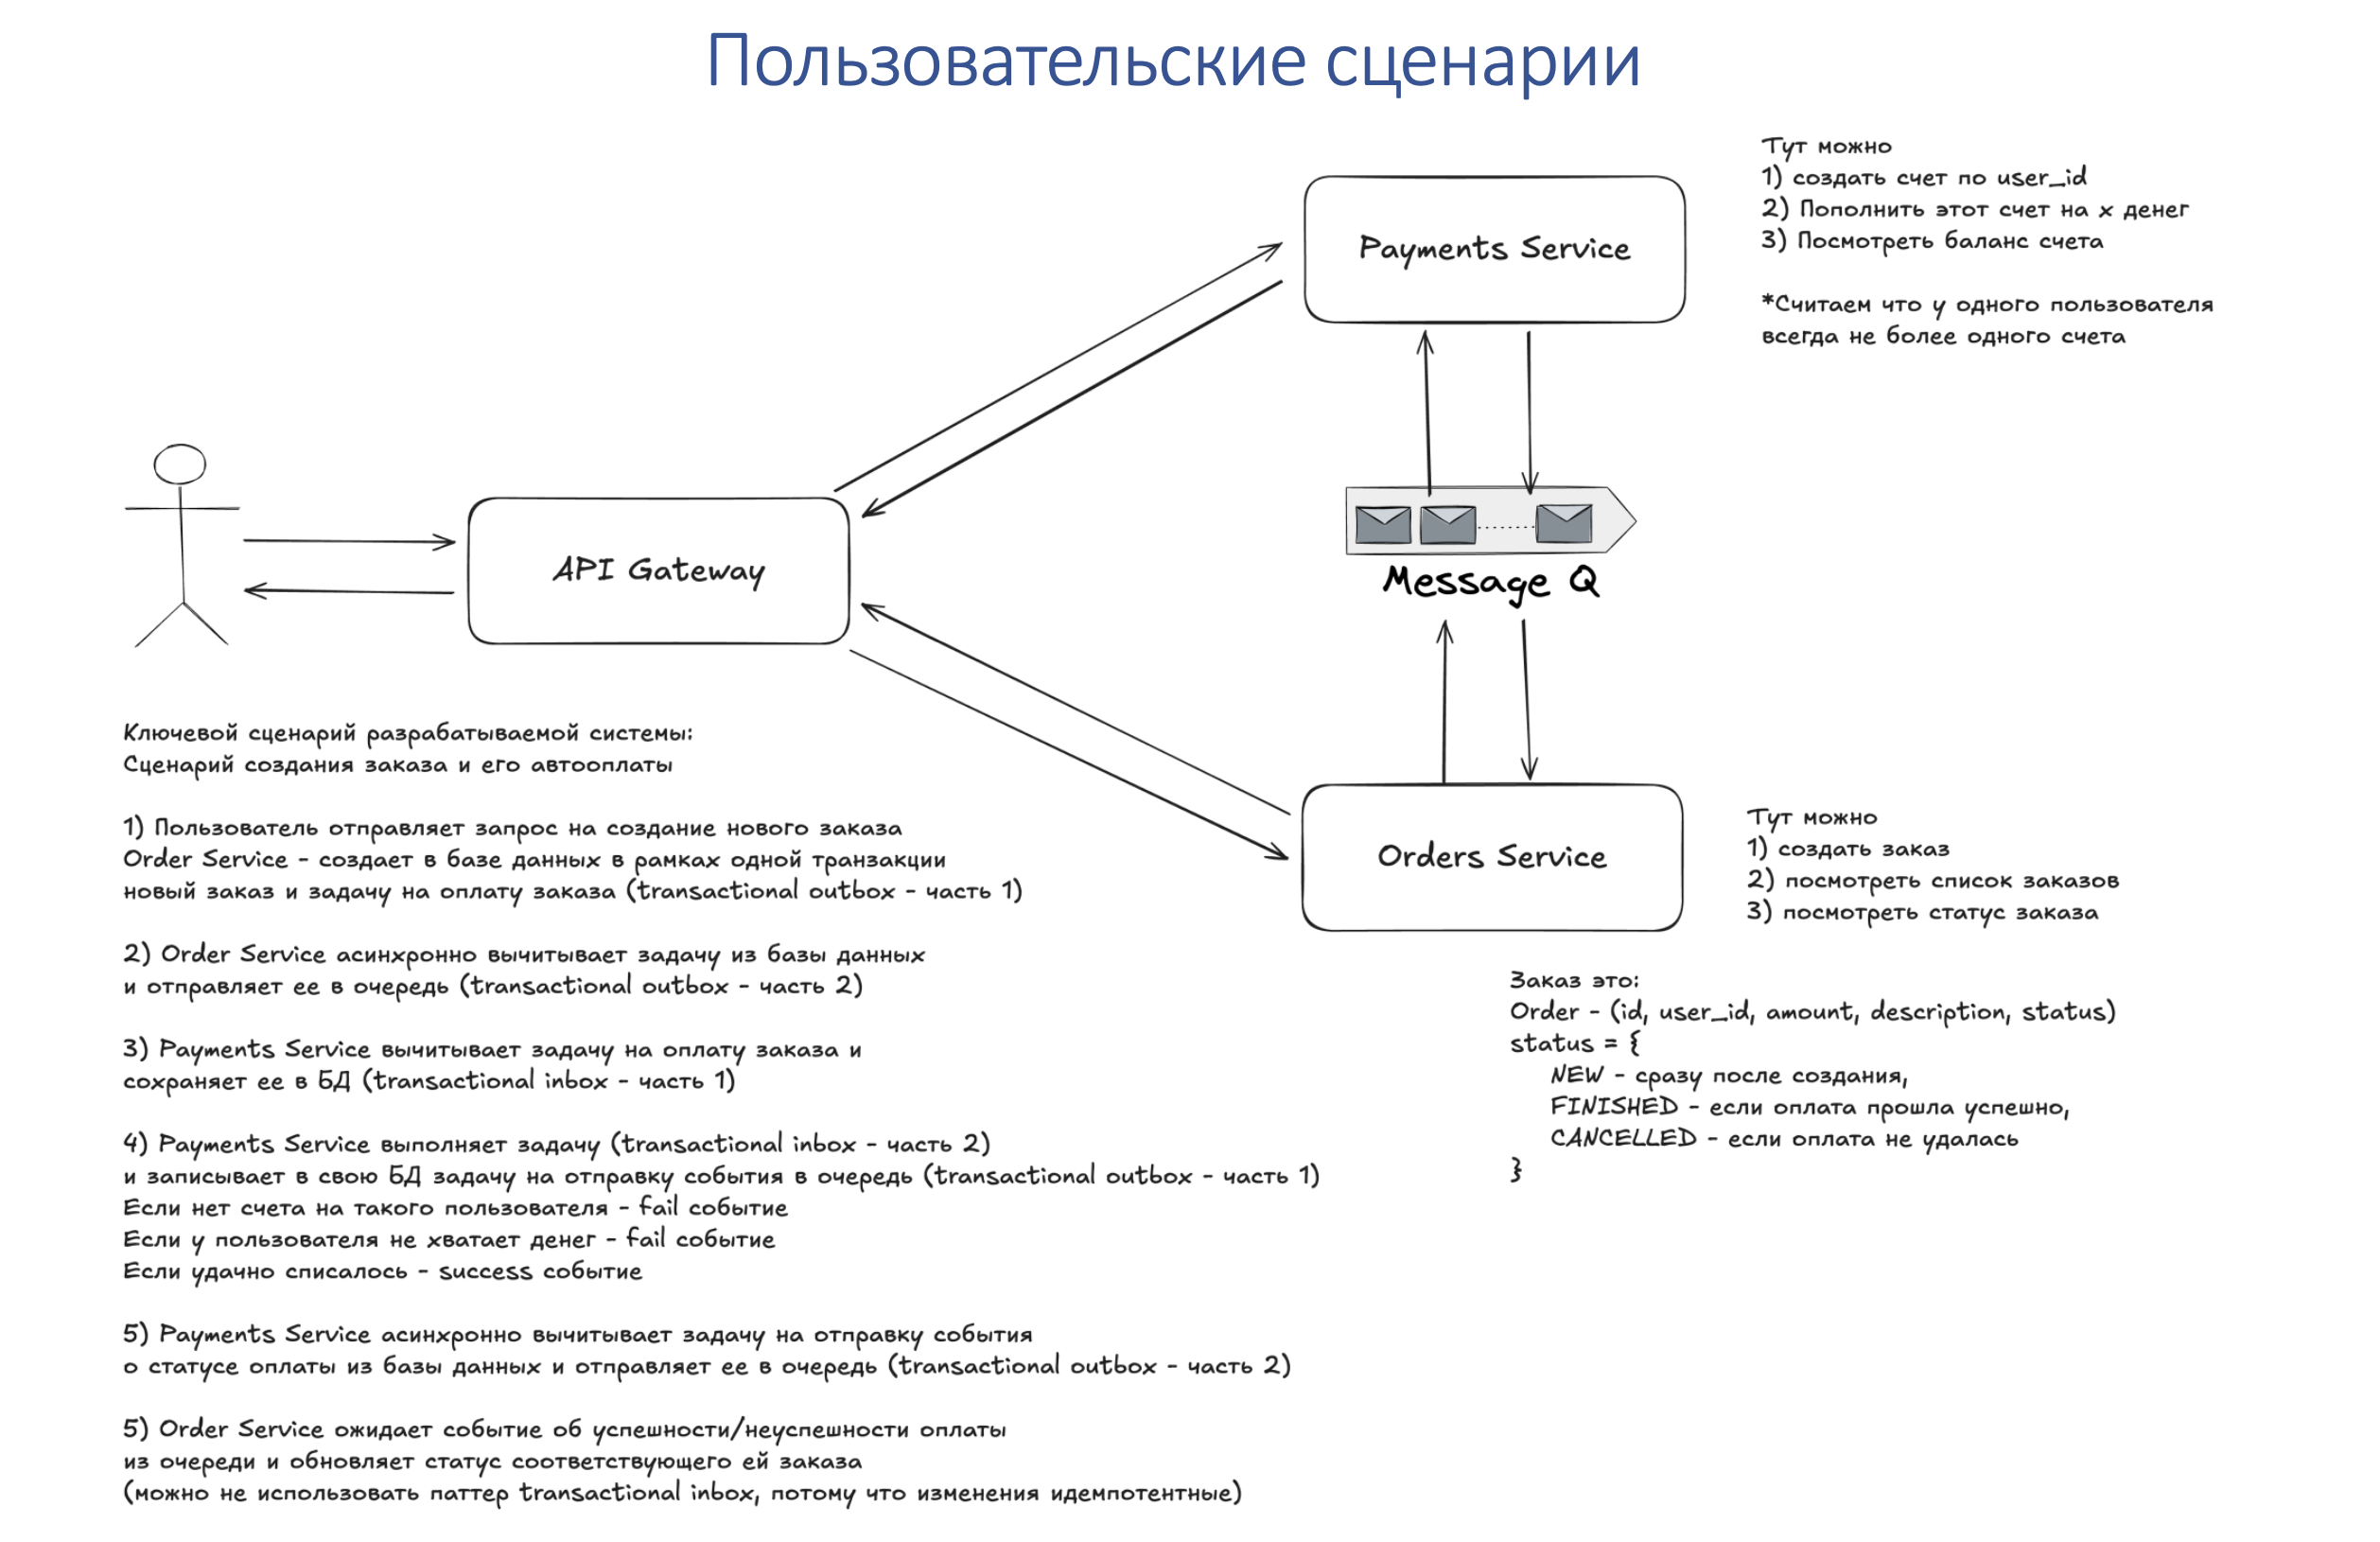 Пользовательские сценарии
Тут можно
1) создать счет по user_id
2) Пополнить этот счет на x денег
3) Посмотреть баланс счета
*Считаем что у одного пользователя
всегда не более одного счета
Payments Service
API Gateway
Message Q
Orders Service
Тут можно
1) создать заказ
2) посмотреть список заказов
3) посмотреть статус заказа
Заказ это:
Order - (id, user_id, amount, description, status)
status = {
NEW - сразу после создания,
FINISHED - если оплата прошла успешно,
CANCELLED - если оплата не удалась
}
Ключевой сценарий разрабатываемой системы:
Сценарий создания заказа и его автооплаты
1) Пользователь отправляет запрос на создание нового заказа
Order Service - создает в базе данных в рамках одной транзакции
новый заказ и задачу на оплату заказа (transactional outbox - часть 1)
2) Order Service асинхронно вычитывает задачу из базы данных
и отправляет ее в очередь (transactional outbox - часть 2)
3) Payments Service вычитывает задачу на оплату заказа и
сохраняет ее в БД (transactional inbox - часть 1)
4) Payments Service выполняет задачу (transactional inbox - часть 2)
и записывает в свою БД задачу на отправку события в очередь (transactional outbox - часть 1)
Если нет счета на такого пользователя - fail событие
Если у пользователя не хватает денег - fail событие
Если удачно списалось - success событие
5) Payments Service асинхронно вычитывает задачу на отправку события
о статусе оплаты из базы данных и отправляет ее в очередь (transactional outbox - часть 2)
5) Order Service ожидает событие об успешности/неуспешности оплаты
из очереди и обновляет статус соответствующего ей заказа
(можно не использовать паттер transactional inbox, потому что изменения идемпотентные)